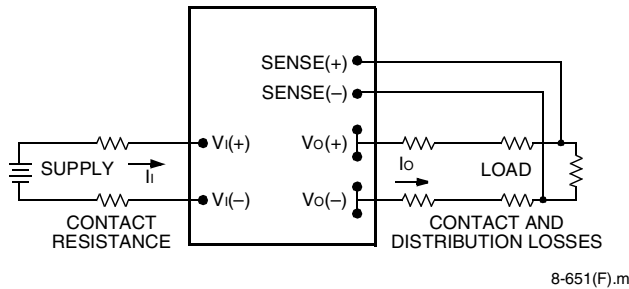 SENSE(+)
SENSE(–)
VI(+)
VO(+)
SUPPLY
II
IO
LOAD
VI(–)
VO(–)
CONTACT
RESISTANCE
CONTACT AND
DISTRIBUTION LOSSES
8-651(F).m